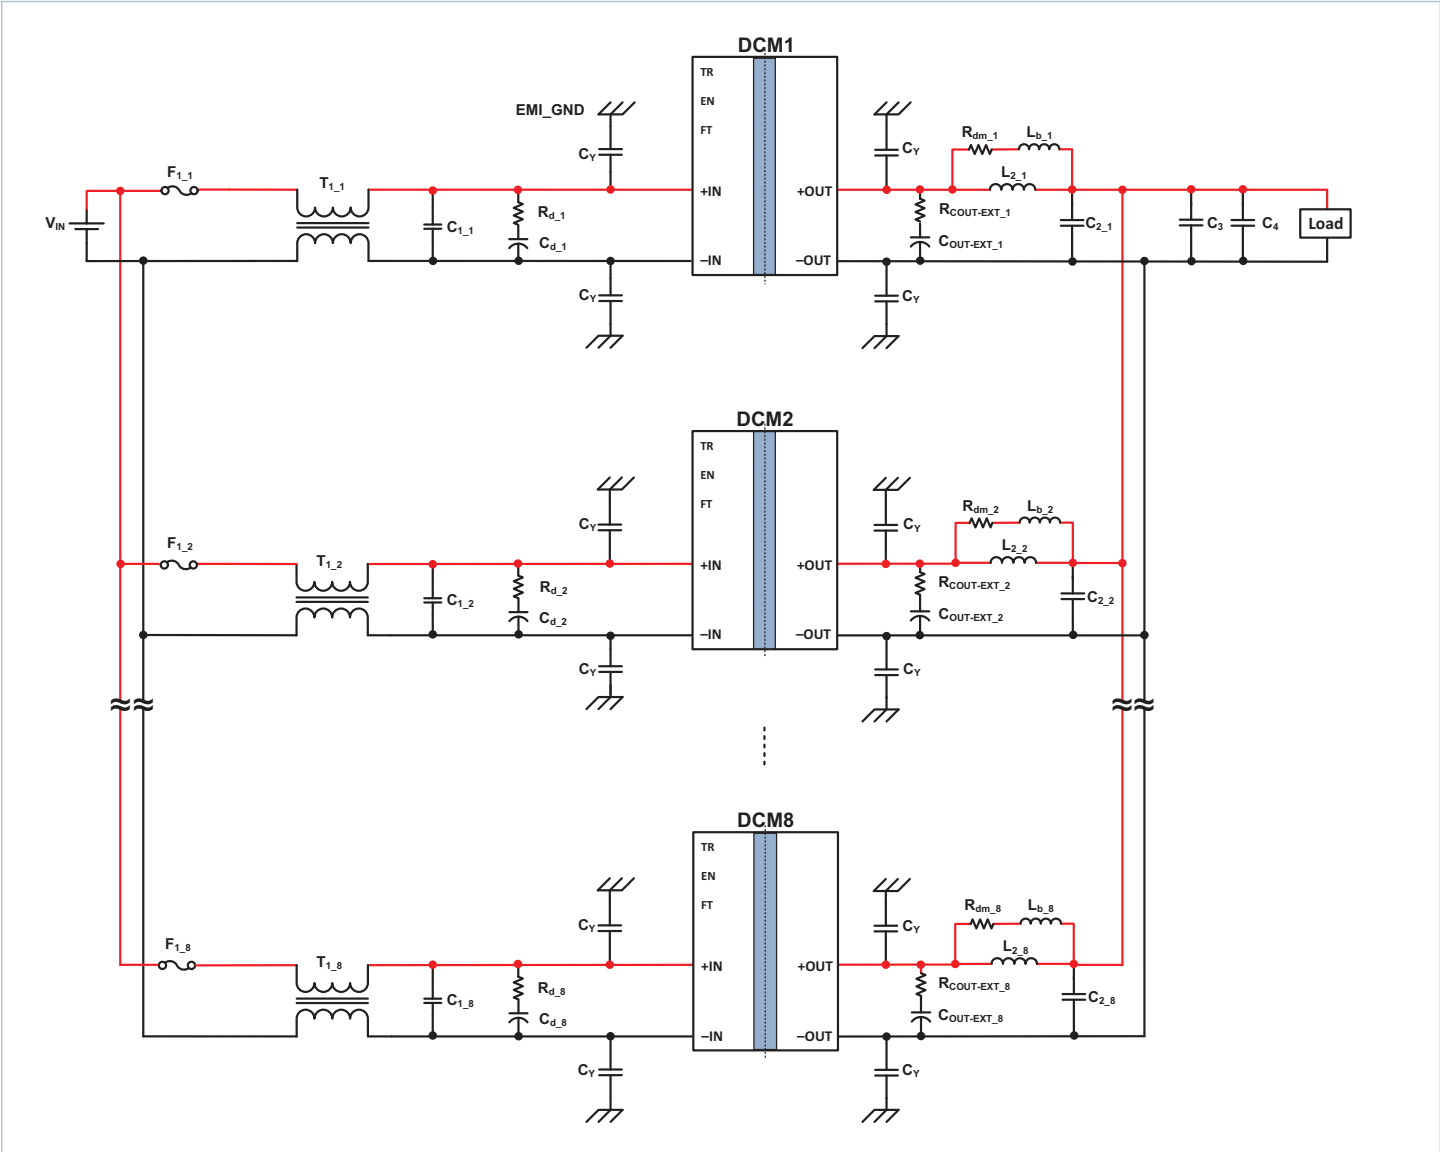 DCM1
TR
EN
FT
EMI_GND
CY
CY
Rdm_1
Lb_1
F1_1
T1_1
L2_1
+IN
+OUT
VIN
C1_1
Rd_1
Cd_1
RCOUT-EXT_1
COUT-EXT_1
C2_1
C3
C4
Load
–IN
–OUT
CY
CY
DCM2
TR
EN
FT
CY
CY
Rdm_2
Lb_2
F1_2
T1_2
L2_2
+IN
+OUT
C1_2
Rd_2
Cd_2
RCOUT-EXT_2
COUT-EXT_2
C2_2
–IN
–OUT
CY
CY
≈
≈
≈
≈
DCM8
TR
EN
FT
CY
CY
Rdm_8
Lb_8
F1_8
T1_8
L2_8
+IN
+OUT
C1_8
Rd_8
Cd_8
RCOUT-EXT_8
COUT-EXT_8
C2_8
–IN
–OUT
CY
CY